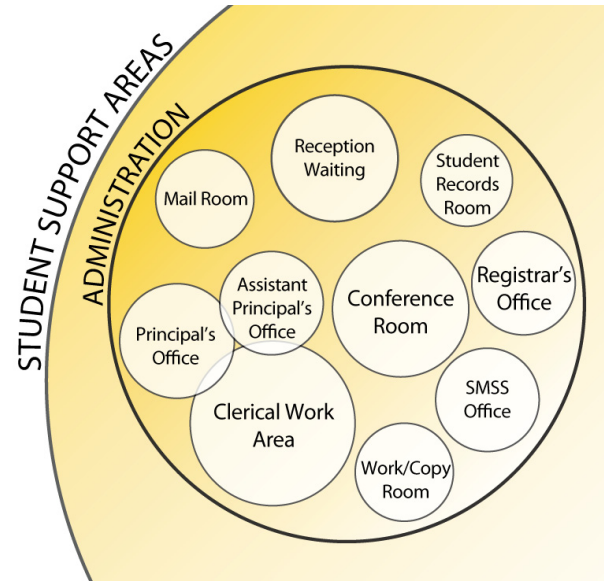 STUDENT SUPPORT AREAS
ADMINISTRATION
Reception
Waiting
Student
Records
Room
Mail Room
Assistant
Principal's
Office
Conference
Room
Registrar's
Office
Principal's
Office
Clerical Work
Area
SMSS
Office
Work/Copy
Room